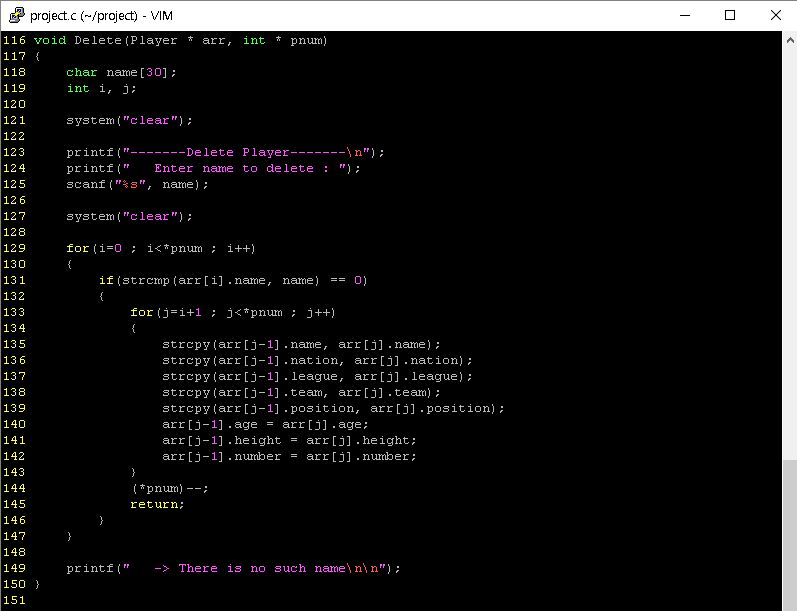 project.c (~/project) - VIM
116 void Delete(Player * arr, int * pnum)
117 {
118     char name[30];
119     int i, j;
120
121     system("clear");
122
123     printf("-------Delete Player-------\n");
124     printf("   Enter name to delete : ");
125     scanf("%s", name);
126
127     system("clear");
128
129     for(i=0 ; i<*pnum ; i++)
130     {
131         if(strcmp(arr[i].name, name) == 0)
132         {
133             for(j=i+1 ; j<*pnum ; j++)
134             {
135                 strcpy(arr[j-1].name, arr[j].name);
136                 strcpy(arr[j-1].nation, arr[j].nation);
137                 strcpy(arr[j-1].league, arr[j].league);
138                 strcpy(arr[j-1].team, arr[j].team);
139                 strcpy(arr[j-1].position, arr[j].position);
140                 arr[j-1].age = arr[j].age;
141                 arr[j-1].height = arr[j].height;
142                 arr[j-1].number = arr[j].number;
143             }
144             (*pnum)--;
145             return;
146         }
147     }
148
149     printf("   -> There is no such name\n\n");
150 }
151